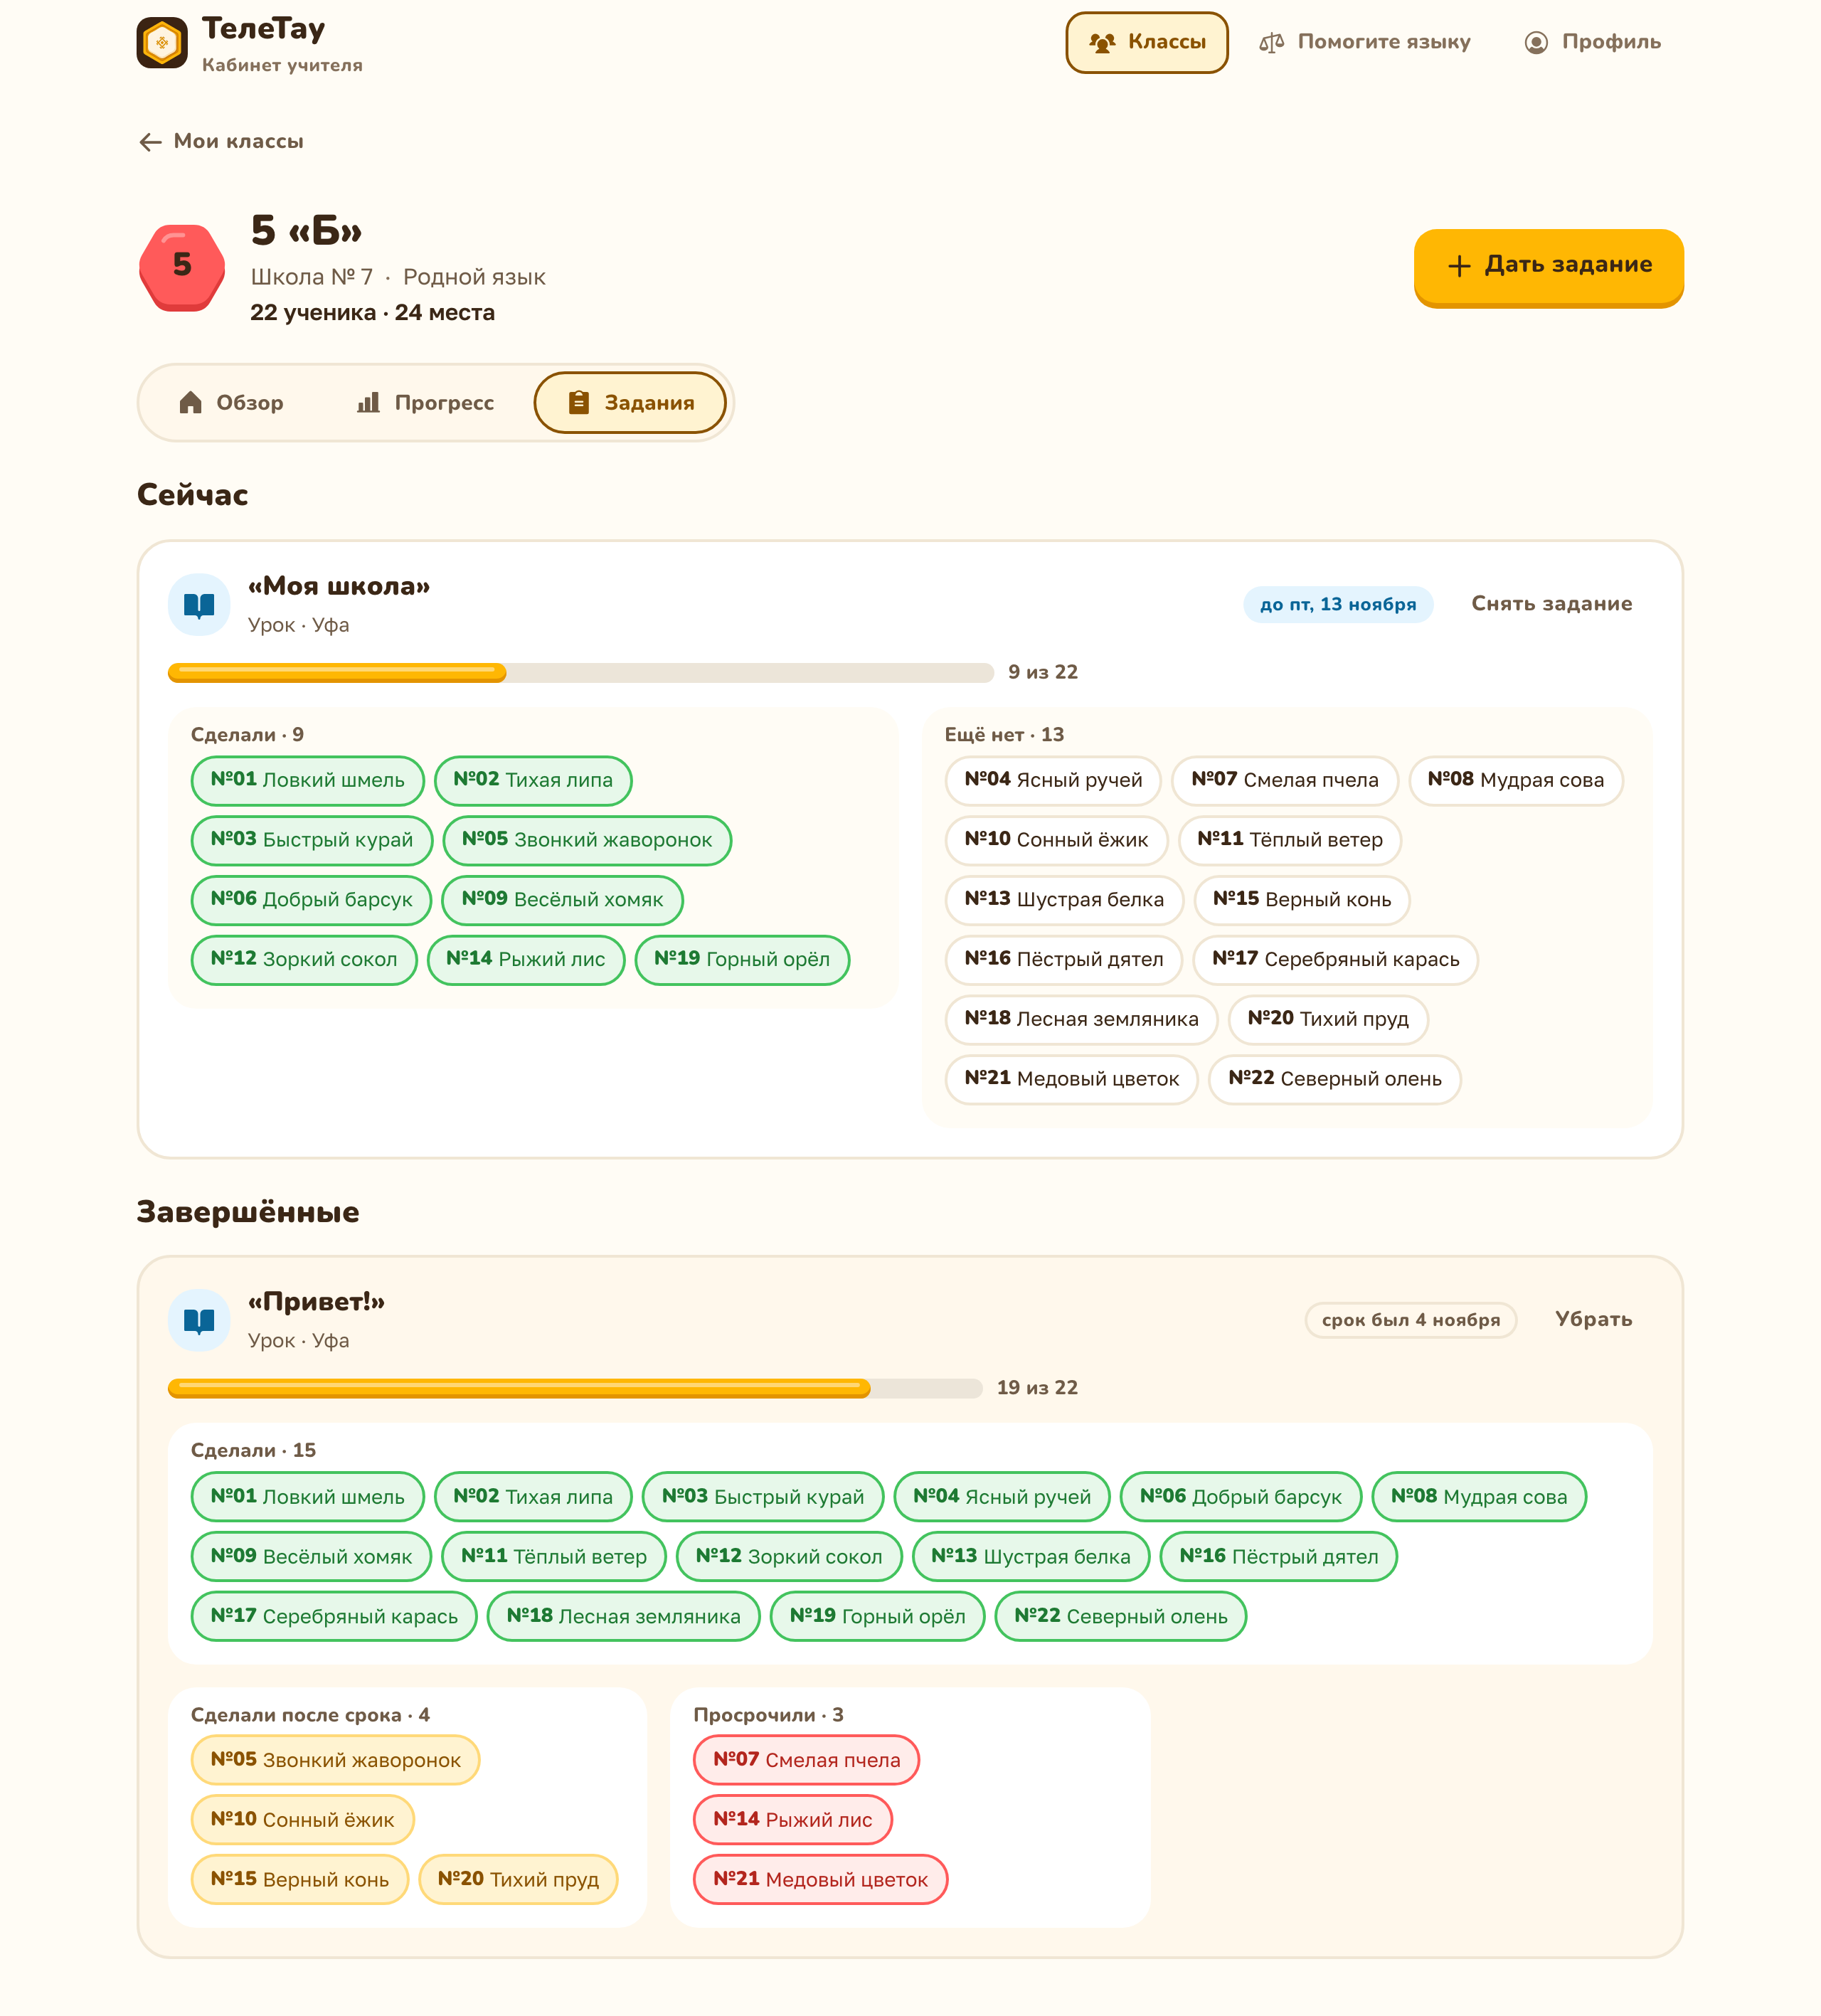 ТелеТау
Кабинет учителя
Классы
Помогите языку
Профиль
← Мои классы
5
5 «Б»
Школа № 7 · Родной язык
22 ученика · 24 места
+ Дать задание
Обзор
Прогресс
Задания
Сейчас
«Моя школа»
Урок · Уфа
до пт, 13 ноября
Снять задание
9 из 22
Сделали · 9
№01 Ловкий шмель
№02 Тихая липа
№03 Быстрый курай
№05 Звонкий жаворонок
№06 Добрый барсук
№09 Весёлый хомяк
№12 Зоркий сокол
№14 Рыжий лис
№19 Горный орёл
Ещё нет · 13
№04 Ясный ручей
№07 Смелая пчела
№08 Мудрая сова
№10 Сонный ёжик
№11 Тёплый ветер
№13 Шустрая белка
№15 Верный конь
№16 Пёстрый дятел
№17 Серебряный карась
№18 Лесная земляника
№20 Тихий пруд
№21 Медовый цветок
№22 Северный олень
Завершённые
«Привет!»
Урок · Уфа
срок был 4 ноября
Убрать
19 из 22
Сделали · 15
№01 Ловкий шмель
№02 Тихая липа
№03 Быстрый курай
№04 Ясный ручей
№06 Добрый барсук
№08 Мудрая сова
№09 Весёлый хомяк
№11 Тёплый ветер
№12 Зоркий сокол
№13 Шустрая белка
№16 Пёстрый дятел
№17 Серебряный карась
№18 Лесная земляника
№19 Горный орёл
№22 Северный олень
Сделали после срока · 4
№05 Звонкий жаворонок
№10 Сонный ёжик
№15 Верный конь
№20 Тихий пруд
Просрочили · 3
№07 Смелая пчела
№14 Рыжий лис
№21 Медовый цветок